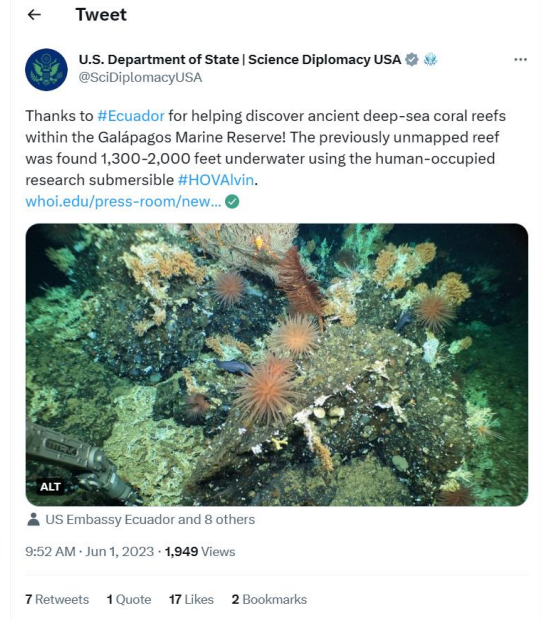 Tweet
U.S. Department of State | Science Diplomacy USA
@SciDiplomacyUSA
Thanks to #Ecuador for helping discover ancient deep-sea coral reefs
within the Galápagos Marine Reserve! The previously unmapped reef
was found 1,300-2,000 feet underwater using the human-occupied
research submersible #HOVAlvin.
whoi.edu/press-room/new...
ALT
US Embassy Ecuador and 8 others
9:52 AM · Jun 1, 2023 · 1,949 Views
7 Retweets 1 Quote 17 Likes 2 Bookmarks